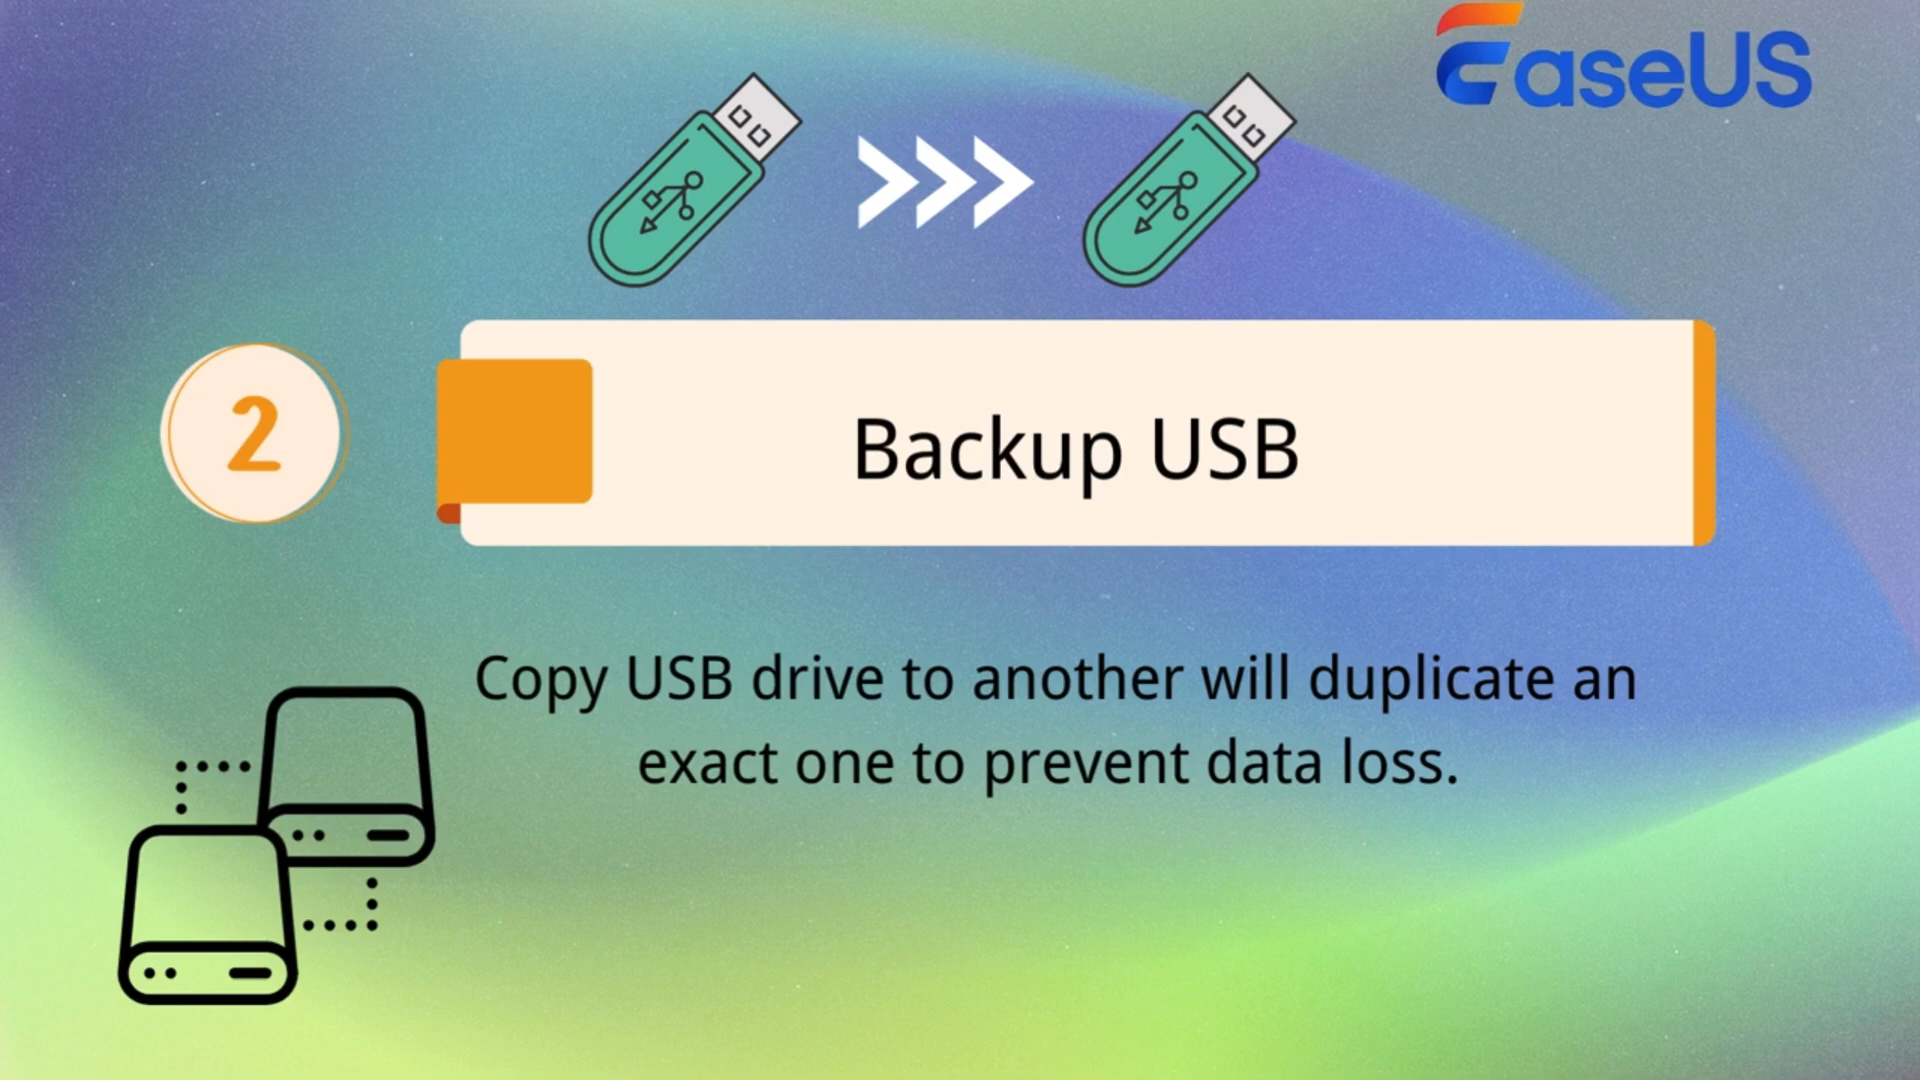 EaseUS
2
Backup USB
Copy USB drive to another will duplicate an
exact one to prevent data loss.